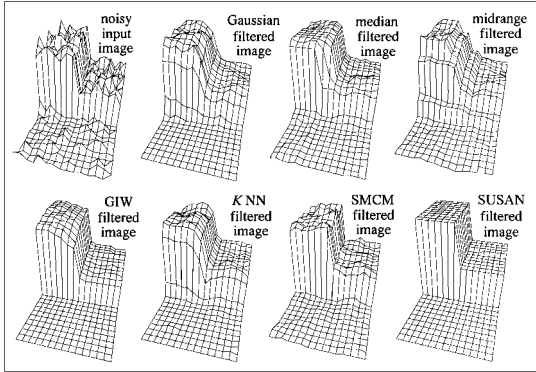 noisy
input
image
Gaussian
filtered
image
median
filtered
image
midrange
filtered
image
GIW
filtered
image
K NN
filtered
image
SMCM
filtered
image
SUSAN
filtered
image